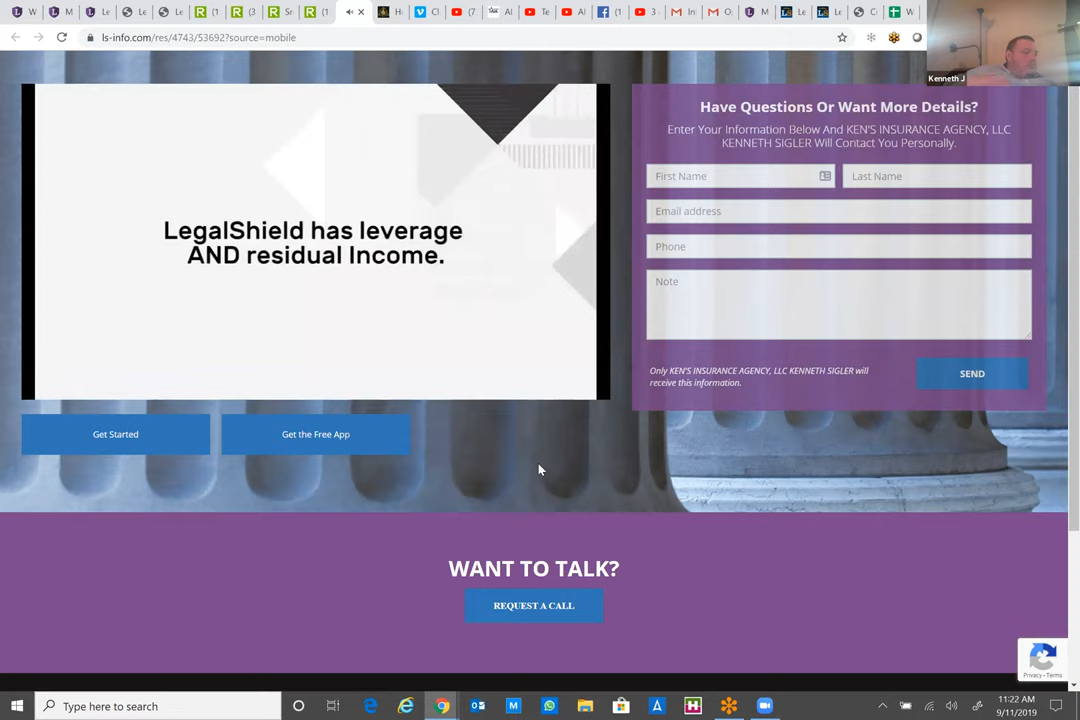 ls-info.com/res/4743/53692?source=mobile
Kenneth J
LegalShield has leverage
AND residual Income.
Have Questions Or Want More Details?
Enter Your Information Below And KEN'S INSURANCE AGENCY, LLC
KENNETH SIGLER Will Contact You Personally.
First Name
Last Name
Email address
Phone
Note
Only KEN'S INSURANCE AGENCY, LLC KENNETH SIGLER will
receive this information.
SEND
Get Started
Get the Free App
WANT TO TALK?
REQUEST A CALL
Privacy - Terms
Type here to search
11:22 AM
9/11/2019